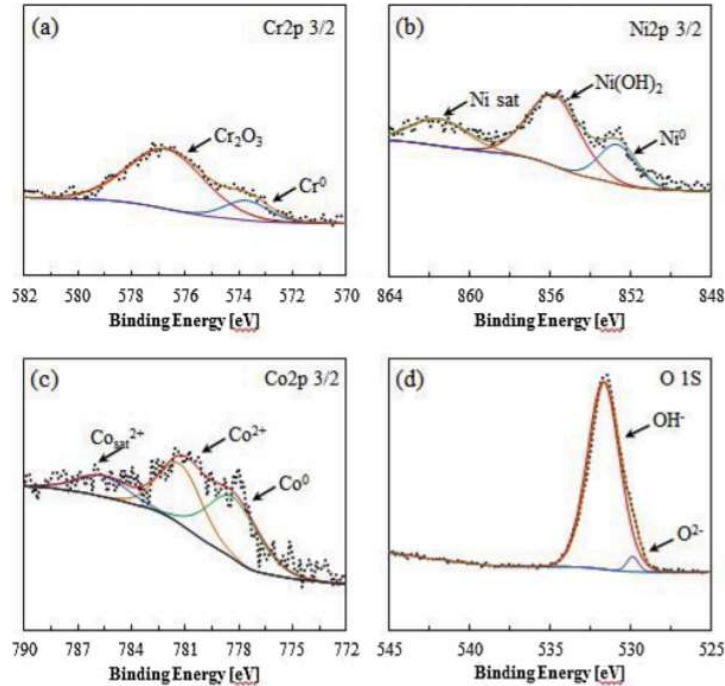 (a) Cr2p 3/2
Cr₂O₃
Cr⁰
582 580 578 576 574 572 570
Binding Energy [eV]
(b) Ni2p 3/2
Ni sat
Ni(OH)₂
Ni⁰
864 860 856 852 848
Binding Energy [eV]
(c) Co2p 3/2
Co_sat²⁺
Co²⁺
Co⁰
790 787 784 781 778 775 772
Binding Energy [eV]
(d) O 1S
OH⁻
O²⁻
545 540 535 530 525
Binding Energy [eV]